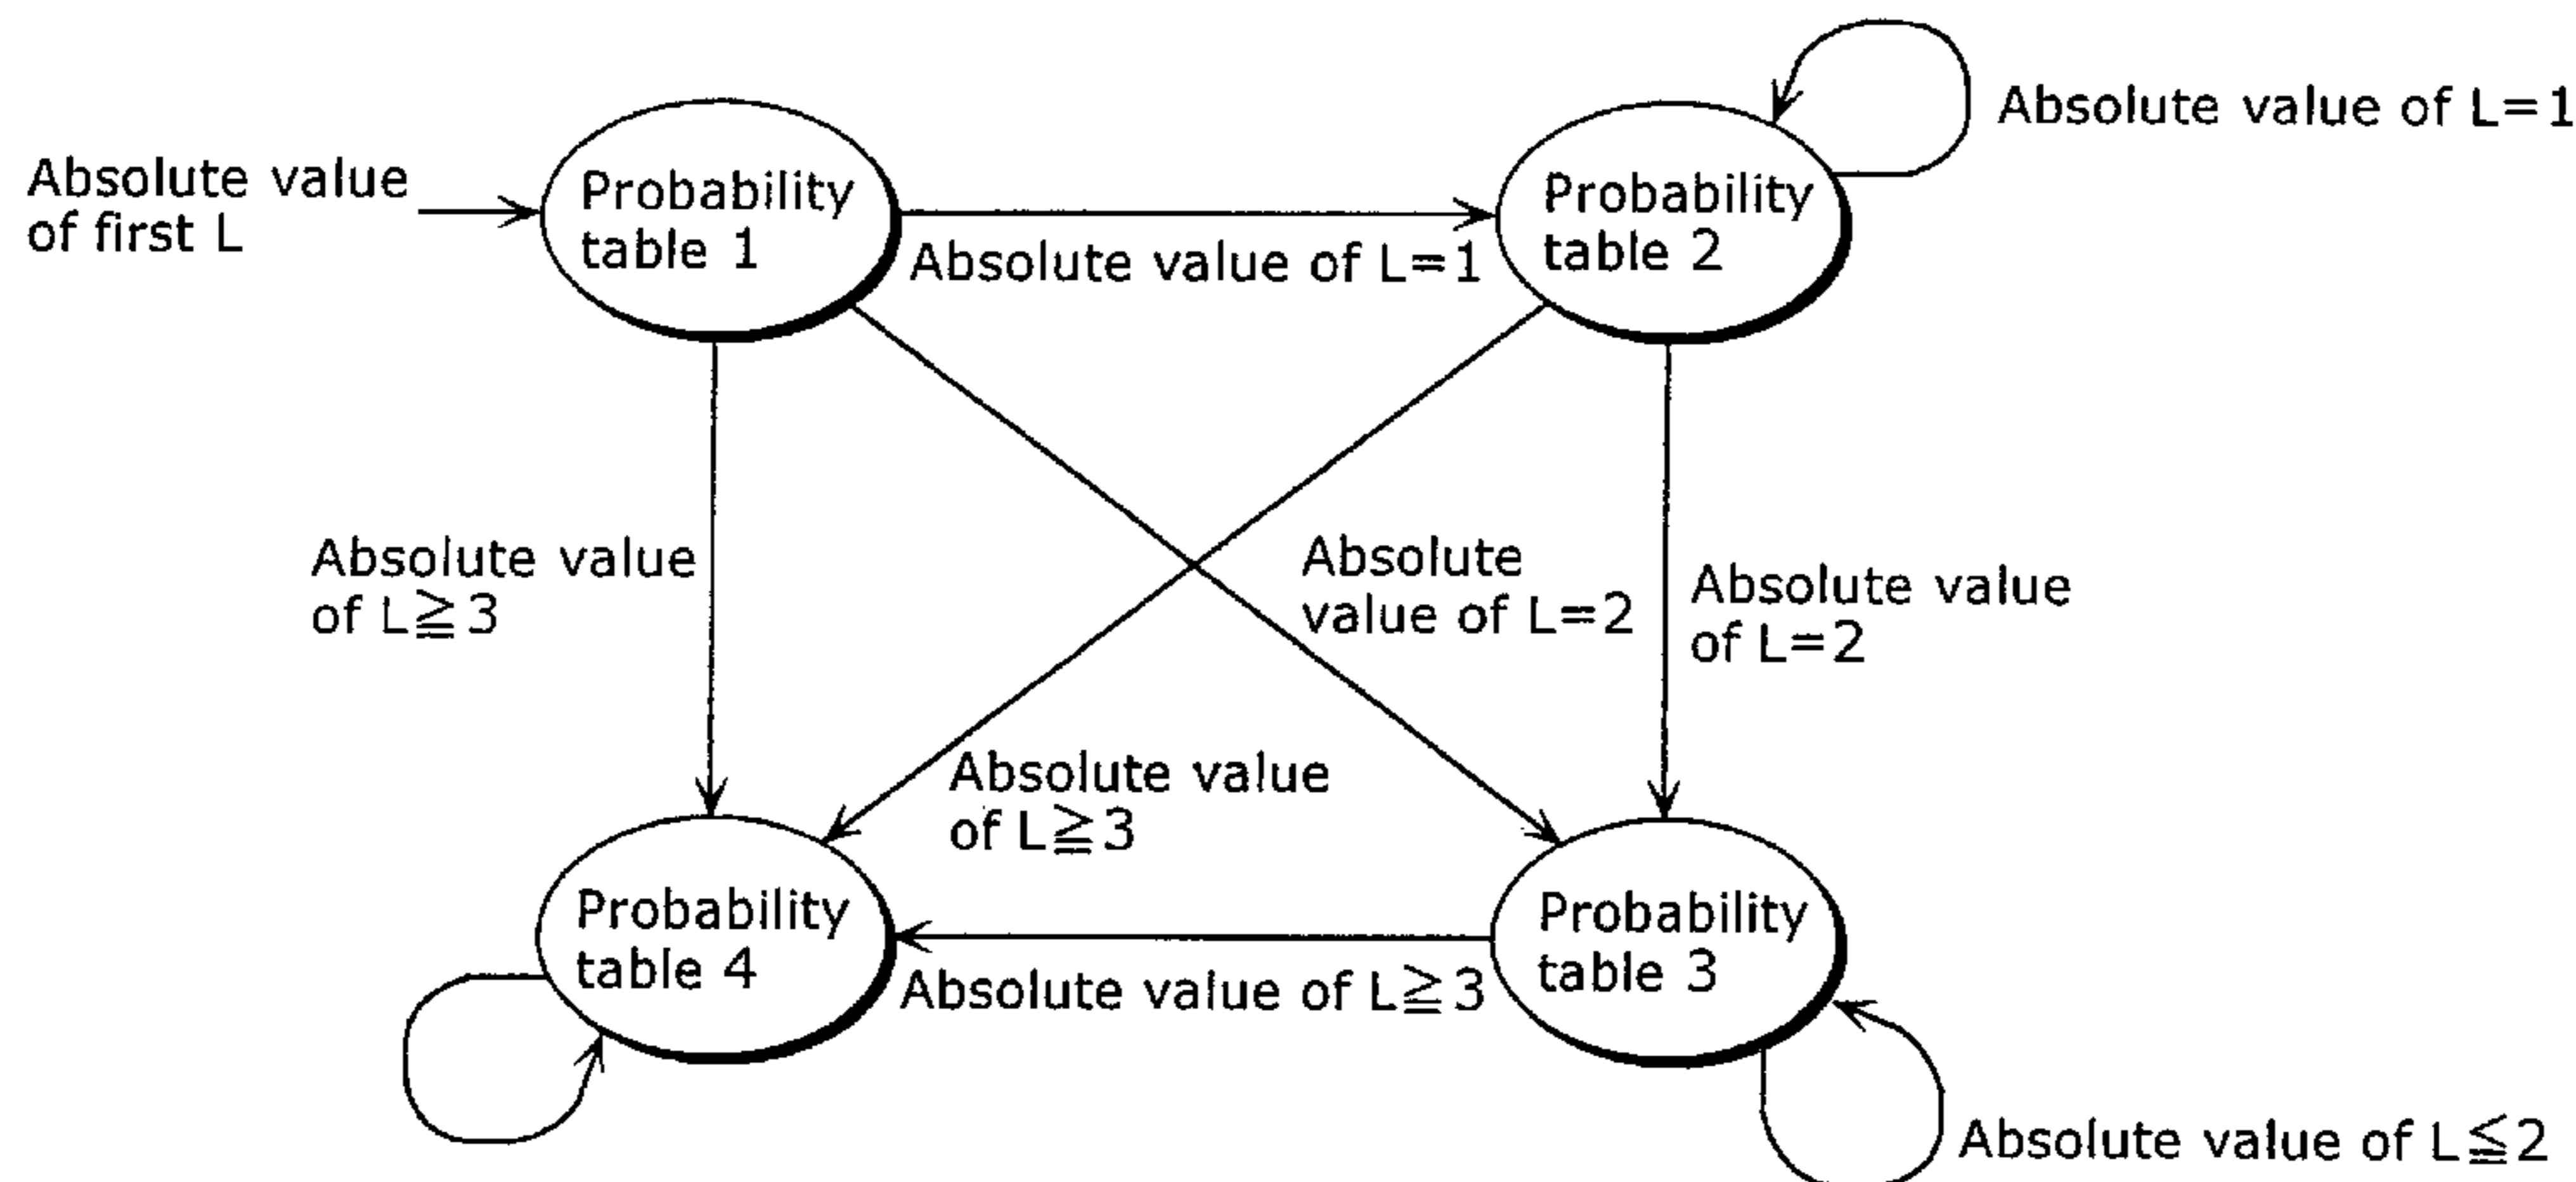 Absolute value of L=1
Absolute value
of first L
Probability
table 1
Absolute value of L=1
Probability
table 2
Absolute value
of L≧3
Absolute
value of L=2
Absolute value
of L=2
Absolute value
of L≧3
Probability
table 4
Absolute value of L≧3
Probability
table 3
Absolute value of L≦2